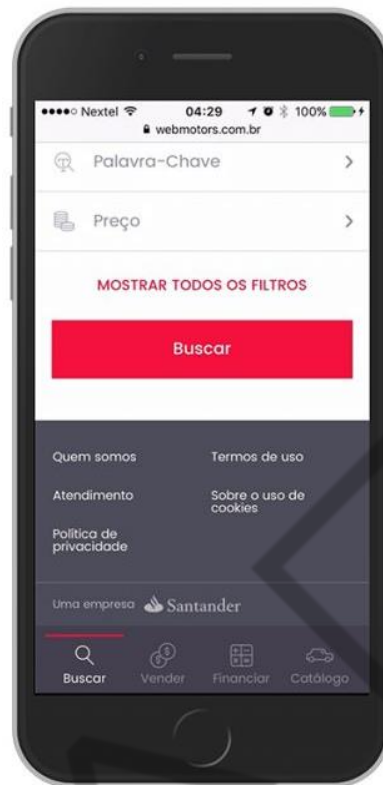 Nextel 04:29 100%
webmotors.com.br
Palavra-Chave
Preço
MOSTRAR TODOS OS FILTROS
Buscar
Quem somos Termos de uso
Atendimento Sobre o uso de
cookies
Política de
privacidade
Uma empresa Santander
Buscar Vender Financiar Catálogo